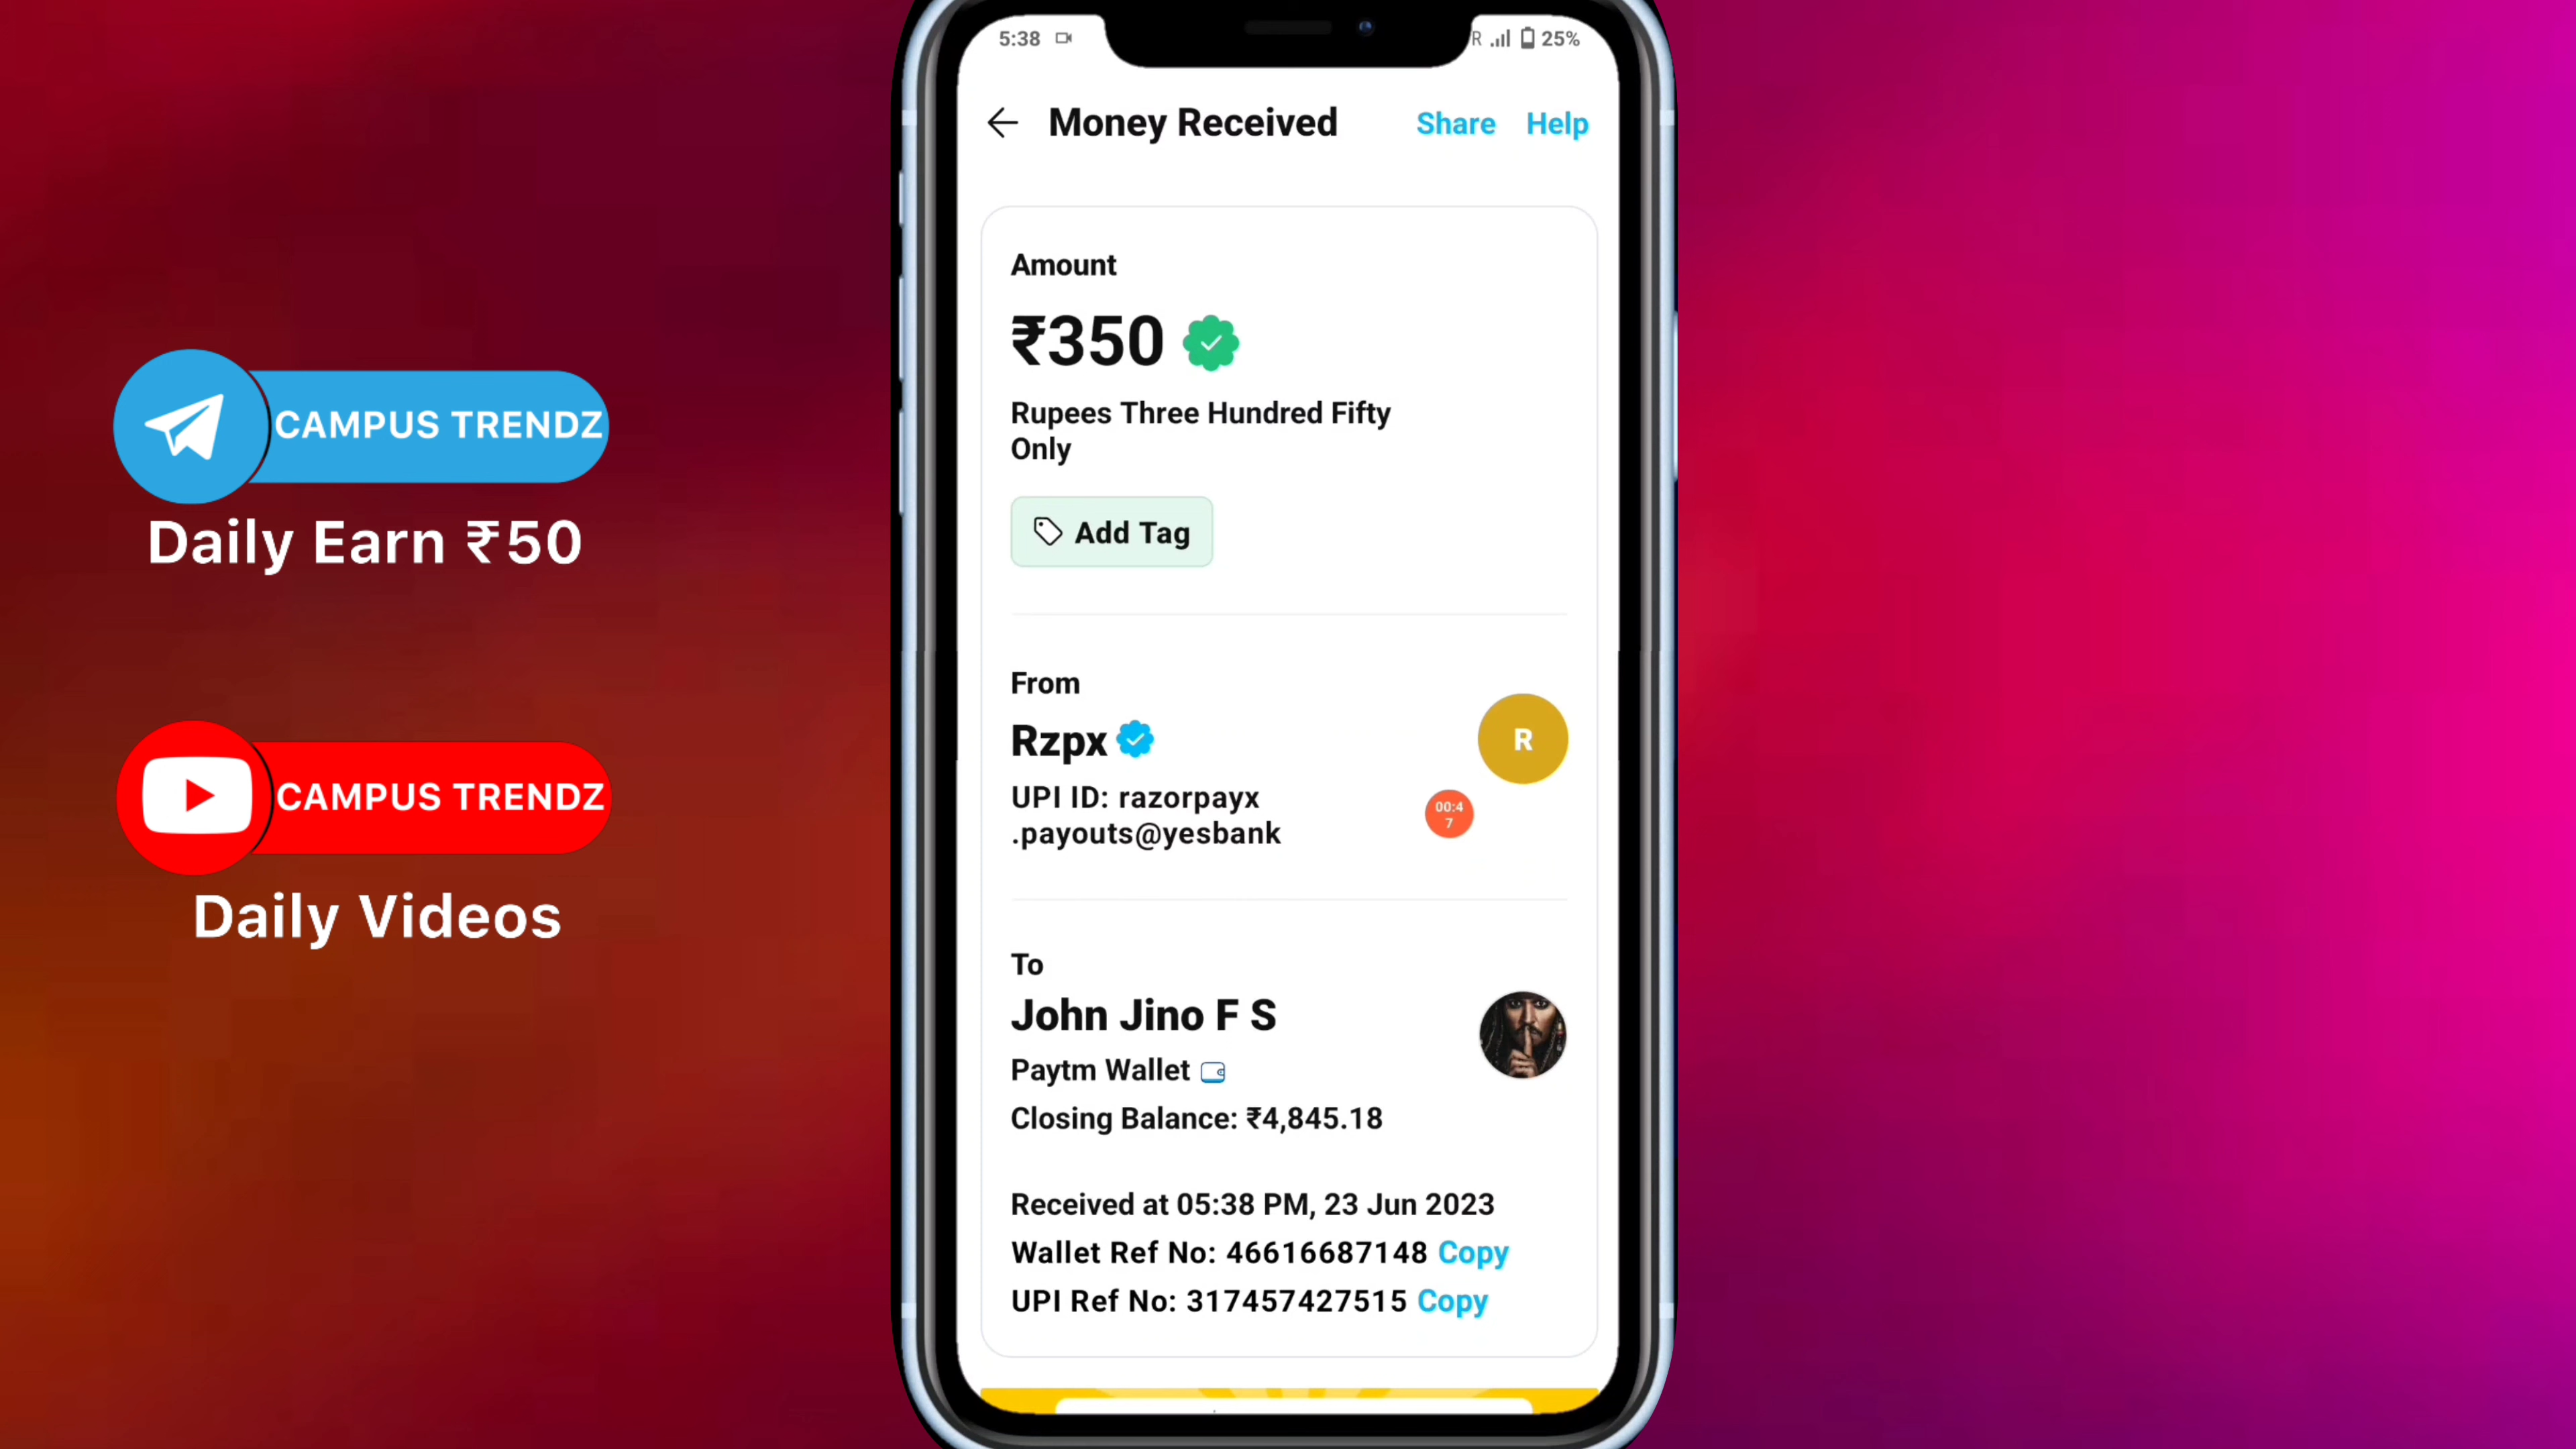 CAMPUS TRENDZ
Daily Earn ₹50
CAMPUS TRENDZ
Daily Videos
5:38
R
25%
Money Received
Share
Help
Amount
₹350
Rupees Three Hundred Fifty
Only
Add Tag
From
Rzpx
R
UPI ID: razorpayx
.payouts@yesbank
00:4
7
To
John Jino F S
Paytm Wallet
Closing Balance: ₹4,845.18
Received at 05:38 PM, 23 Jun 2023
Wallet Ref No: 46616687148 Copy
UPI Ref No: 317457427515 Copy